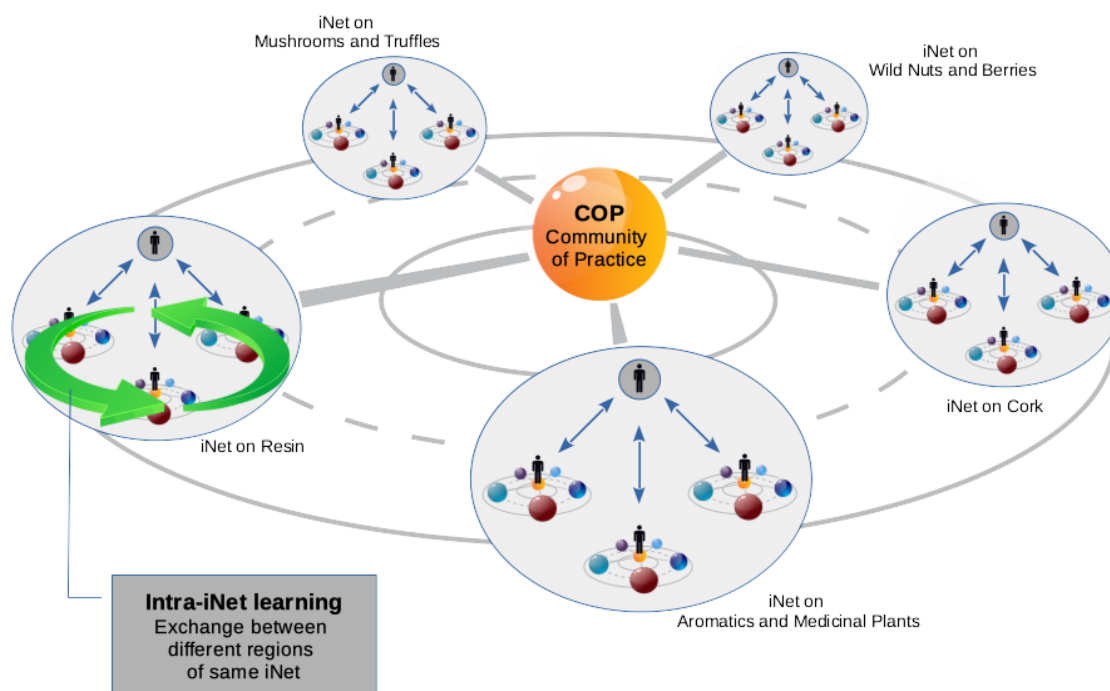 iNet on
Mushrooms and Truffles
iNet on
Wild Nuts and Berries
COP
Community
of Practice
iNet on Resin
iNet on Cork
iNet on
Aromatics and Medicinal Plants
Intra-iNet learning
Exchange between
different regions
of same iNet